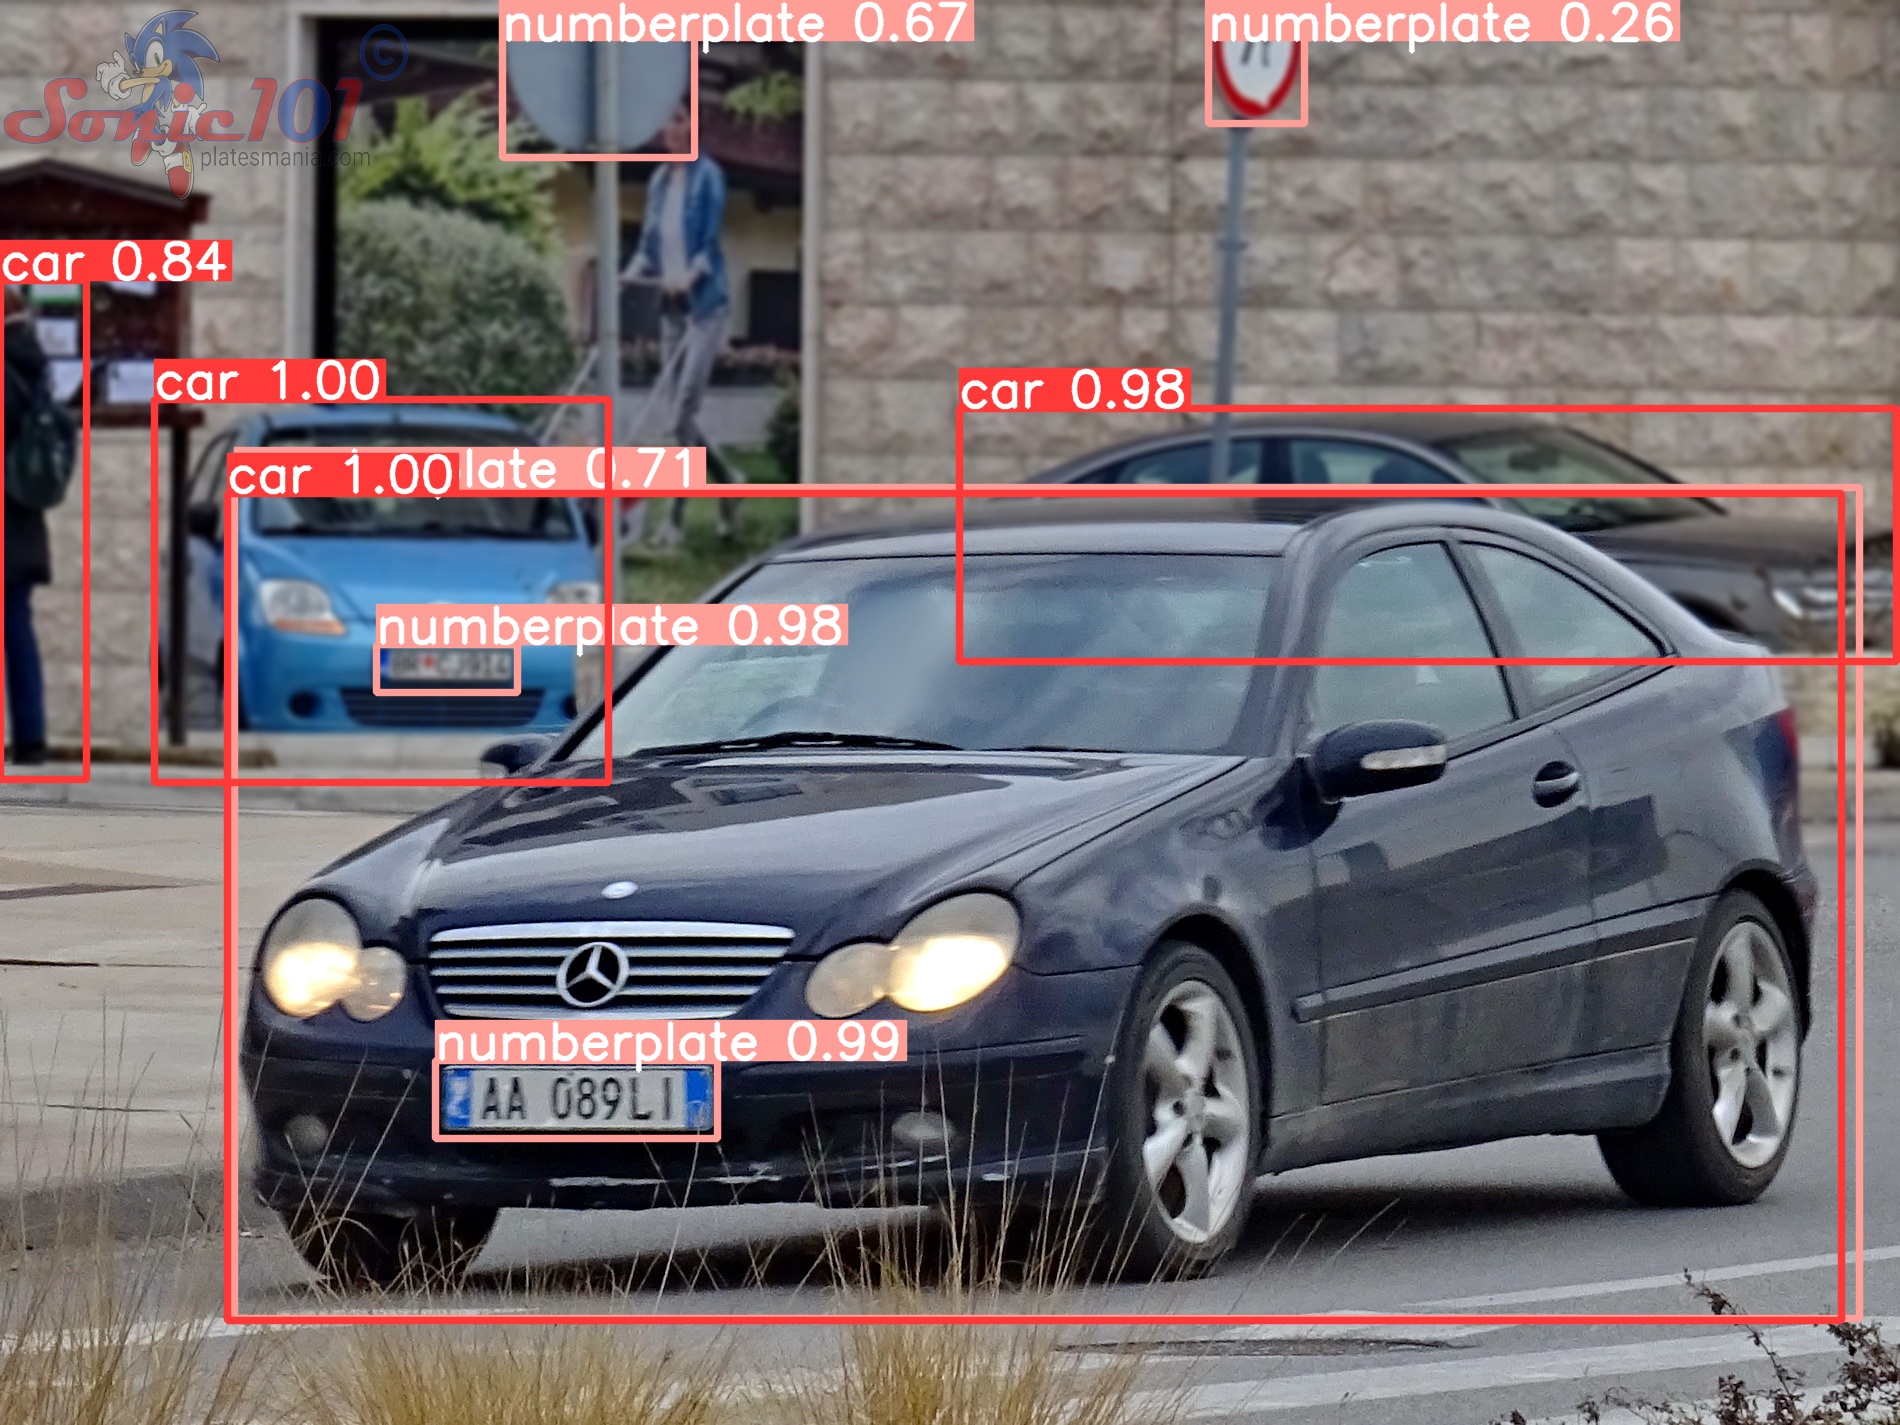 numberplate 0.67
numberplate 0.26
Sonic101 ©
platesmania.com
car 0.84
car 1.00
car 0.98
car 1.00
late 0.71
numberplate 0.98
numberplate 0.99
AA 089LI